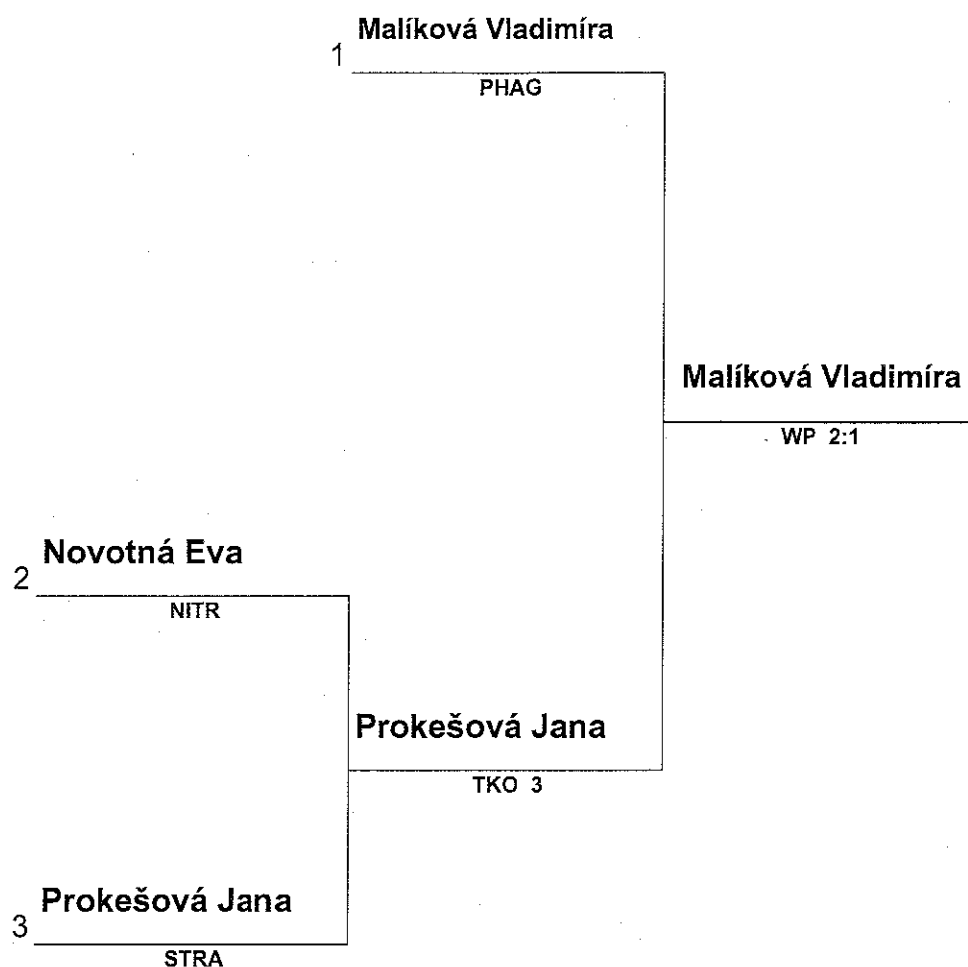 Malíková Vladimíra
1
PHAG
Malíková Vladimíra
WP 2:1
Novotná Eva
2
NITR
Prokešová Jana
TKO 3
Prokešová Jana
3
STRA